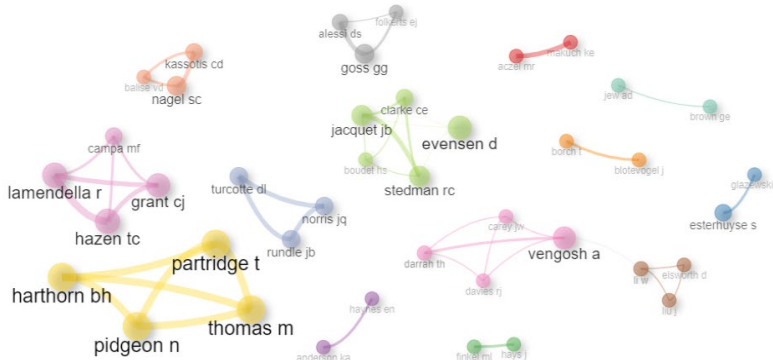 folkerts ej
alessi ds
goss gg
kassotis cd
balise vd
nagel sc
makuch ke
aczel mr
jew ad
brown ge
clarke ce
jacquet jb
evensen d
boudet hs
stedman rc
borch t
blotevogel j
campa mf
lamendella r
grant cj
hazen tc
turcotte dl
norris jq
rundle jb
glazewski
esterhuyse s
carey jw
darrah th
vengosh a
davies rj
li w
elsworth d
liu j
partridge t
harthorn bh
thomas m
pidgeon n
haynes en
anderson ka
finkel ml
hays j